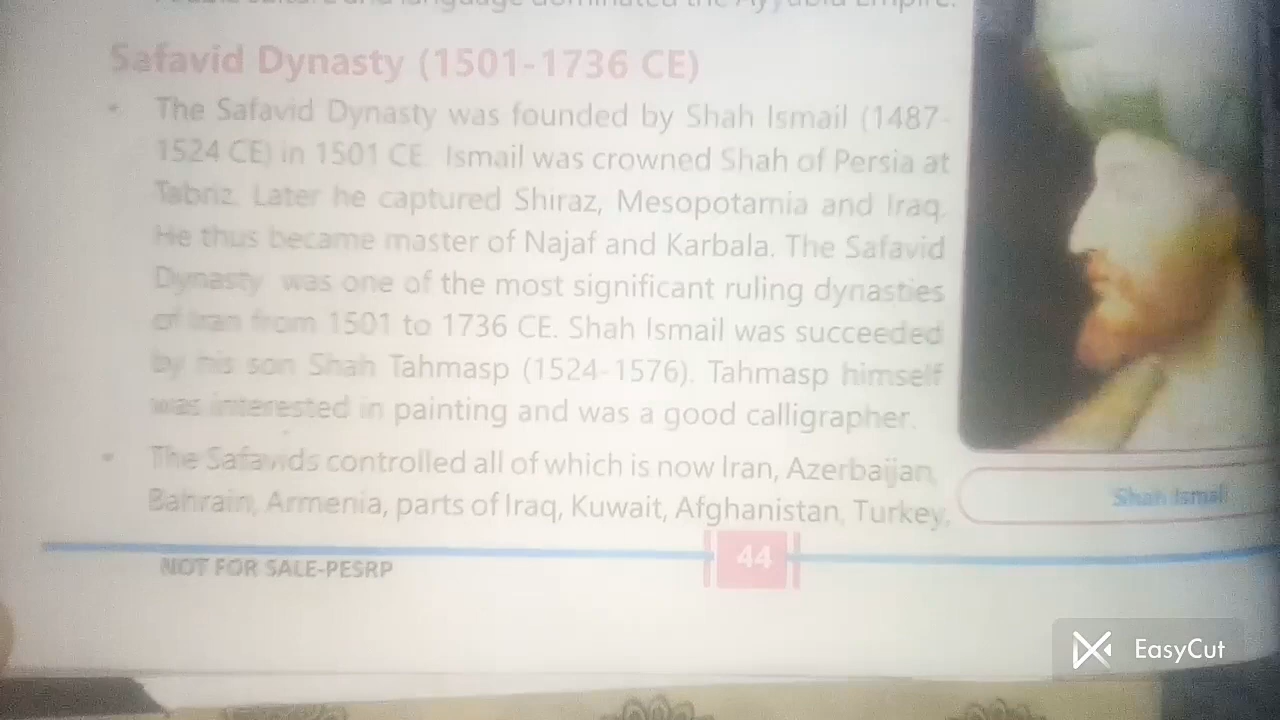 Safavid Dynasty (1501-1736 CE)
• The Safavid Dynasty was founded by Shah Ismail (1487-
1524 CE) in 1501 CE. Ismail was crowned Shah of Persia at
Tabriz. Later he captured Shiraz, Mesopotamia and Iraq.
He thus became master of Najaf and Karbala. The Safavid
Dynasty was one of the most significant ruling dynasties
of Iran from 1501 to 1736 CE. Shah Ismail was succeeded
by his son Shah Tahmasp (1524-1576). Tahmasp himself
was interested in painting and was a good calligrapher.
• The Safavids controlled all of which is now Iran, Azerbaijan,
Bahrain, Armenia, parts of Iraq, Kuwait, Afghanistan, Turkey,
Shah Ismail
NOT FOR SALE-PESRP
44
EasyCut